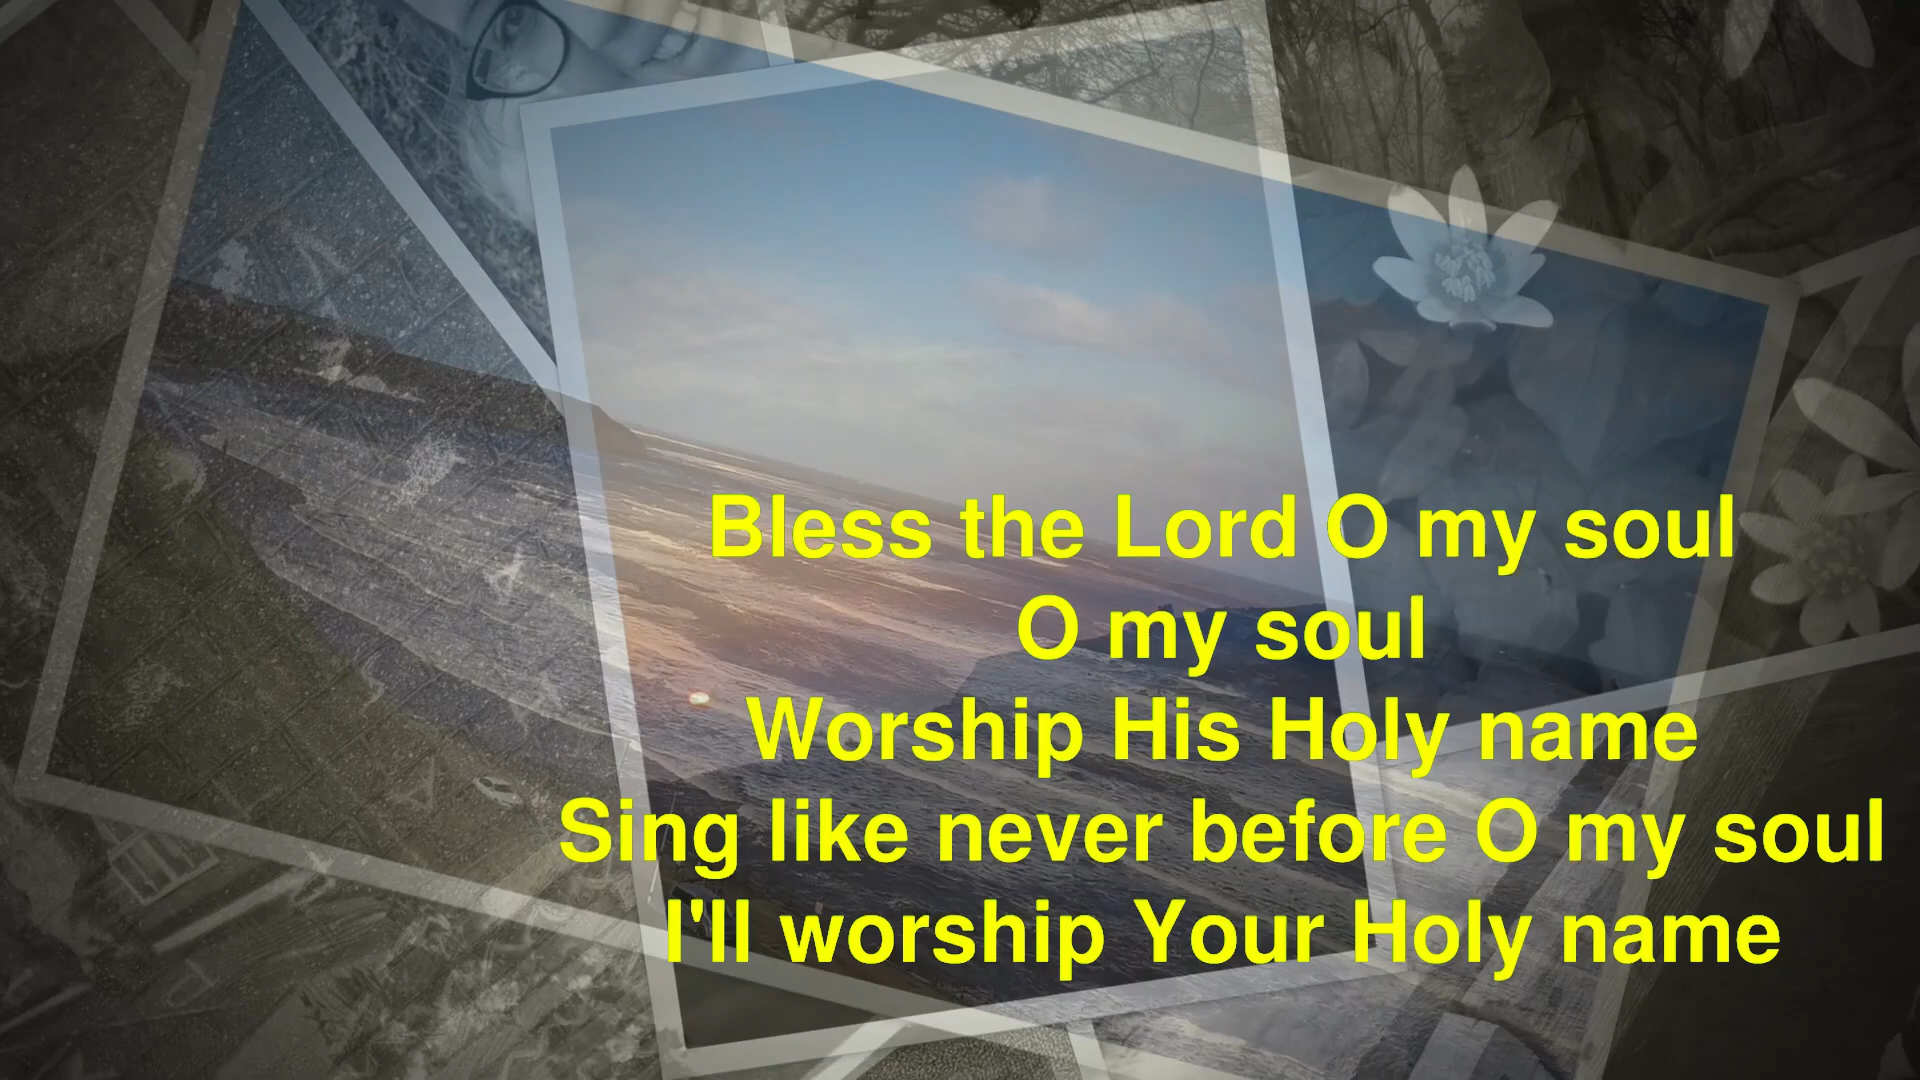 Bless the Lord O my soul
O my soul
Worship His Holy name
Sing like never before O my soul
I'll worship Your Holy name